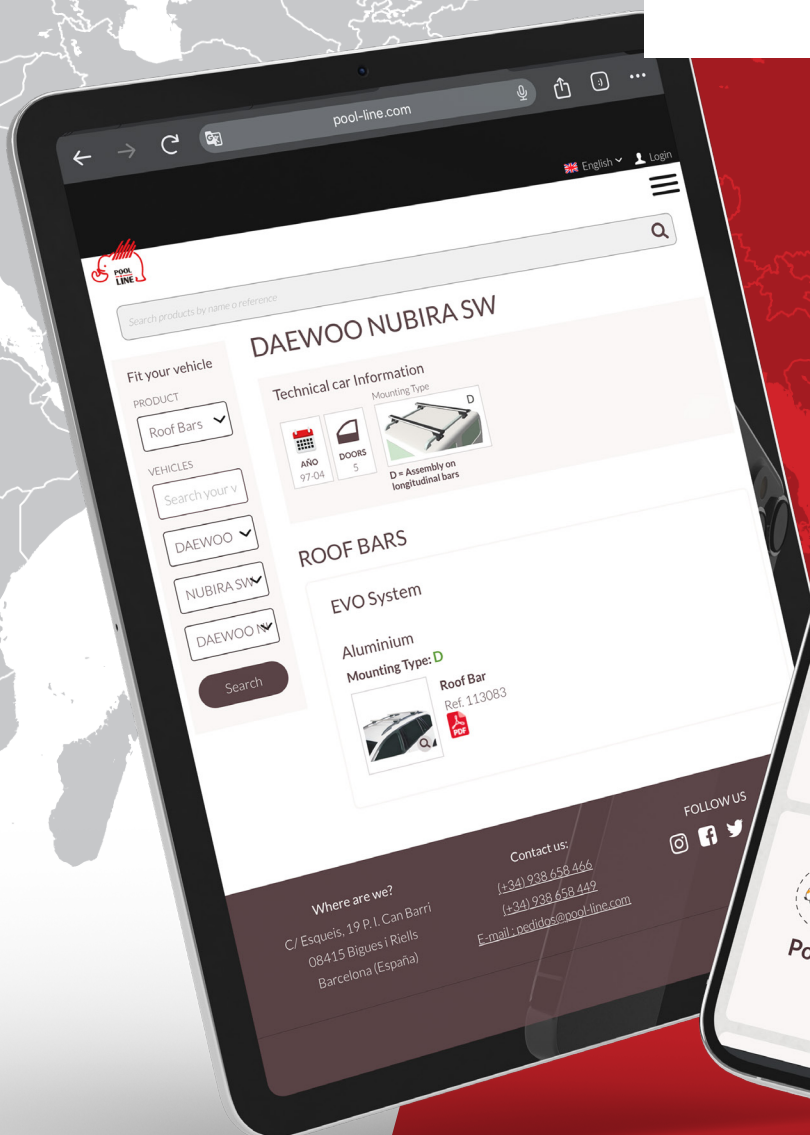 pool-line.com
English
Login
POOL
LINE
Search products by name o reference
Fit your vehicle
PRODUCT
Roof Bars
VEHICLES
Search your v
DAEWOO
NUBIRA SW
DAEWOO
Search
DAEWOO NUBIRA SW
Technical car Information
Mounting Type
AÑO
97-04
DOORS
5
D
D = Assembly on
longitudinal bars
ROOF BARS
EVO System
Aluminium
Mounting Type: D
Roof Bar
Ref. 113083
PDF
Where are we?
C/ Esqueis, 19 P. I. Can Barri
08415 Bigues i Riells
Barcelona (España)
Contact us:
(+34) 938 658 466
(+34) 938 658 449
E-mail : pedidos@pool-line.com
FOLLOW US
Po